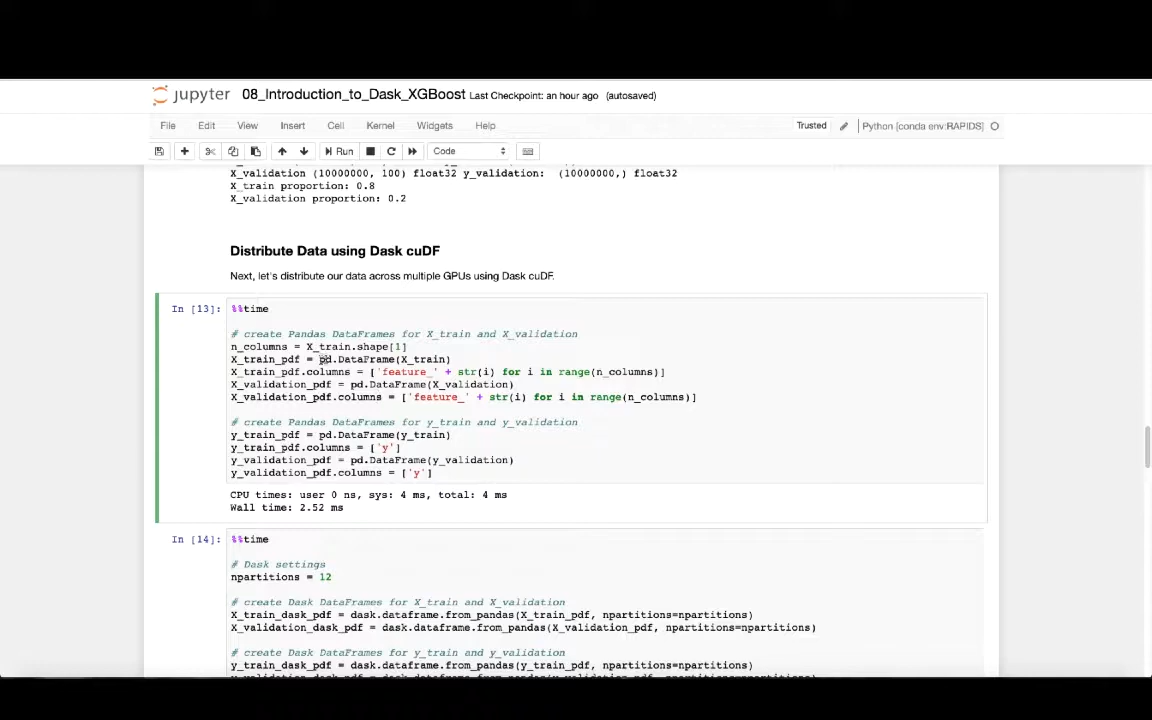 jupyter 08_Introduction_to_Dask_XGBoost Last Checkpoint: an hour ago (autosaved)
File Edit View Insert Cell Kernel Widgets Help Trusted Python [conda env:RAPIDS]
Run Code
X_validation (10000000, 100) float32 y_validation: (10000000,) float32
X_train proportion: 0.8
X_validation proportion: 0.2
Distribute Data using Dask cuDF
Next, let's distribute our data across multiple GPUs using Dask cuDF.
In [13]: %%time
# create Pandas DataFrames for X_train and X_validation
n_columns = X_train.shape[1]
X_train_pdf = pd.DataFrame(X_train)
X_train_pdf.columns = ['feature_' + str(i) for i in range(n_columns)]
X_validation_pdf = pd.DataFrame(X_validation)
X_validation_pdf.columns = ['feature_' + str(i) for i in range(n_columns)]
# create Pandas DataFrames for y_train and y_validation
y_train_pdf = pd.DataFrame(y_train)
y_train_pdf.columns = ['y']
y_validation_pdf = pd.DataFrame(y_validation)
y_validation_pdf.columns = ['y']
CPU times: user 0 ns, sys: 4 ms, total: 4 ms
Wall time: 2.52 ms
In [14]: %%time
# Dask settings
npartitions = 12
# create Dask DataFrames for X_train and X_validation
X_train_dask_pdf = dask.dataframe.from_pandas(X_train_pdf, npartitions=npartitions)
X_validation_dask_pdf = dask.dataframe.from_pandas(X_validation_pdf, npartitions=npartitions)
# create Dask DataFrames for y_train and y_validation
y_train_dask_pdf = dask.dataframe.from_pandas(y_train_pdf, npartitions=npartitions)